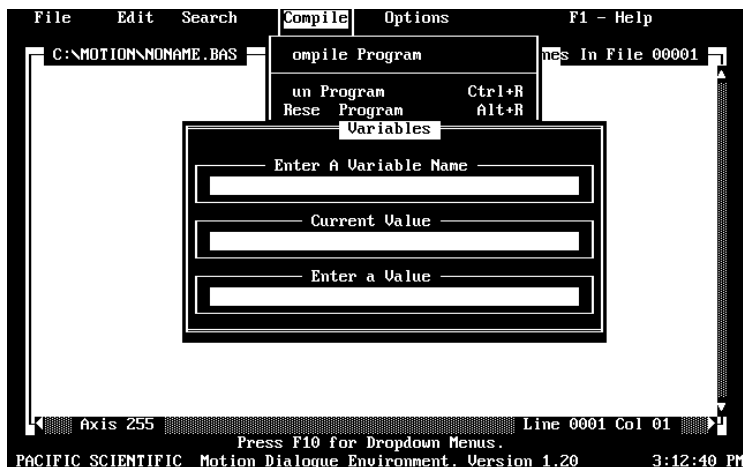 File Edit Search Compile Options F1 - Help
C:\MOTION\NONAME.BAS ompile Program nes In File 00001
un Program Ctrl+R
Rese Program Alt+R
Variables
Enter A Variable Name
Current Value
Enter a Value
Axis 255 Line 0001 Col 01
Press F10 for Dropdown Menus.
PACIFIC SCIENTIFIC Motion Dialogue Environment. Version 1.20 3:12:40 PM